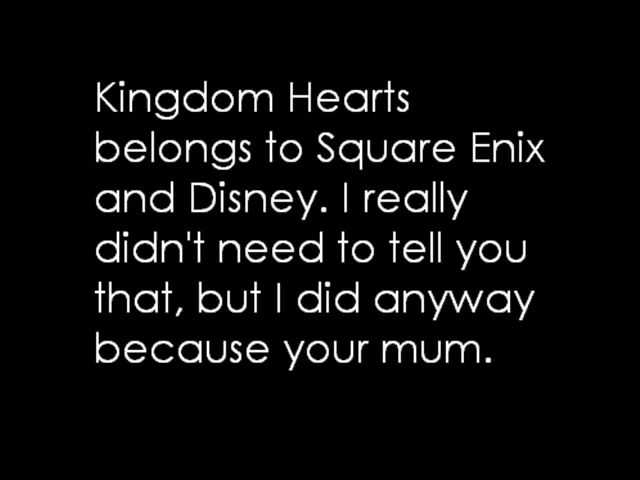 Kingdom Hearts
belongs to Square Enix
and Disney. I really
didn't need to tell you
that, but I did anyway
because your mum.